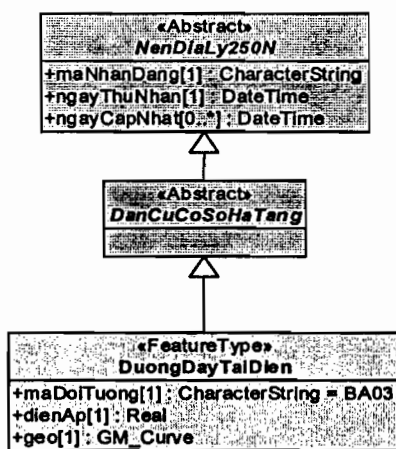 «Abstract»
NenDiaLy250N
+maNhanDang[1] : CharacterString
+ngayThuNhan[1] : DateTime
+ngayCapNhat[0..*] : DateTime
«Abstract»
DanCuCoSoHaTang
«FeatureType»
DuongDayTaiDien
+maDoiTuong[1] : CharacterString = BA03
+dienAp[1] : Real
+geo[1] : GM_Curve